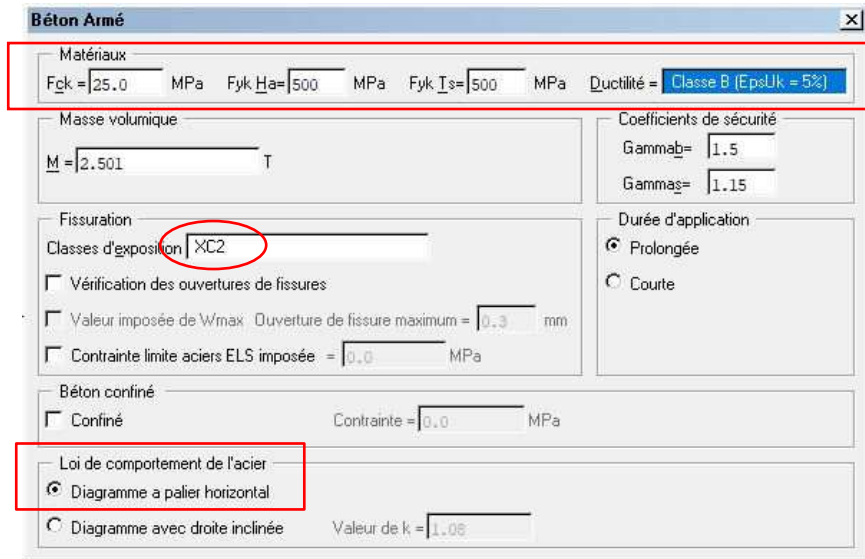 Béton Armé
Matériaux
Fck = 25.0 MPa Fyk Ha= 500 MPa Fyk Ts= 500 MPa Ductilité = Classe B (EpsUk = 5%)
Masse volumique
M = 2.501 T
Coefficients de sécurité
Gammab= 1.5
Gammas= 1.15
Fissuration
Classes d'exposition XC2
Vérification des ouvertures de fissures
Valeur imposée de Wmax Ouverture de fissure maximum = 0.3 mm
Contrainte limite aciers ELS imposée = 0.0 MPa
Durée d'application
Prolongée
Courte
Béton confiné
Confiné Contrainte = 0.0 MPa
Loi de comportement de l'acier
Diagramme a palier horizontal
Diagramme avec droite inclinée Valeur de k = 1.08